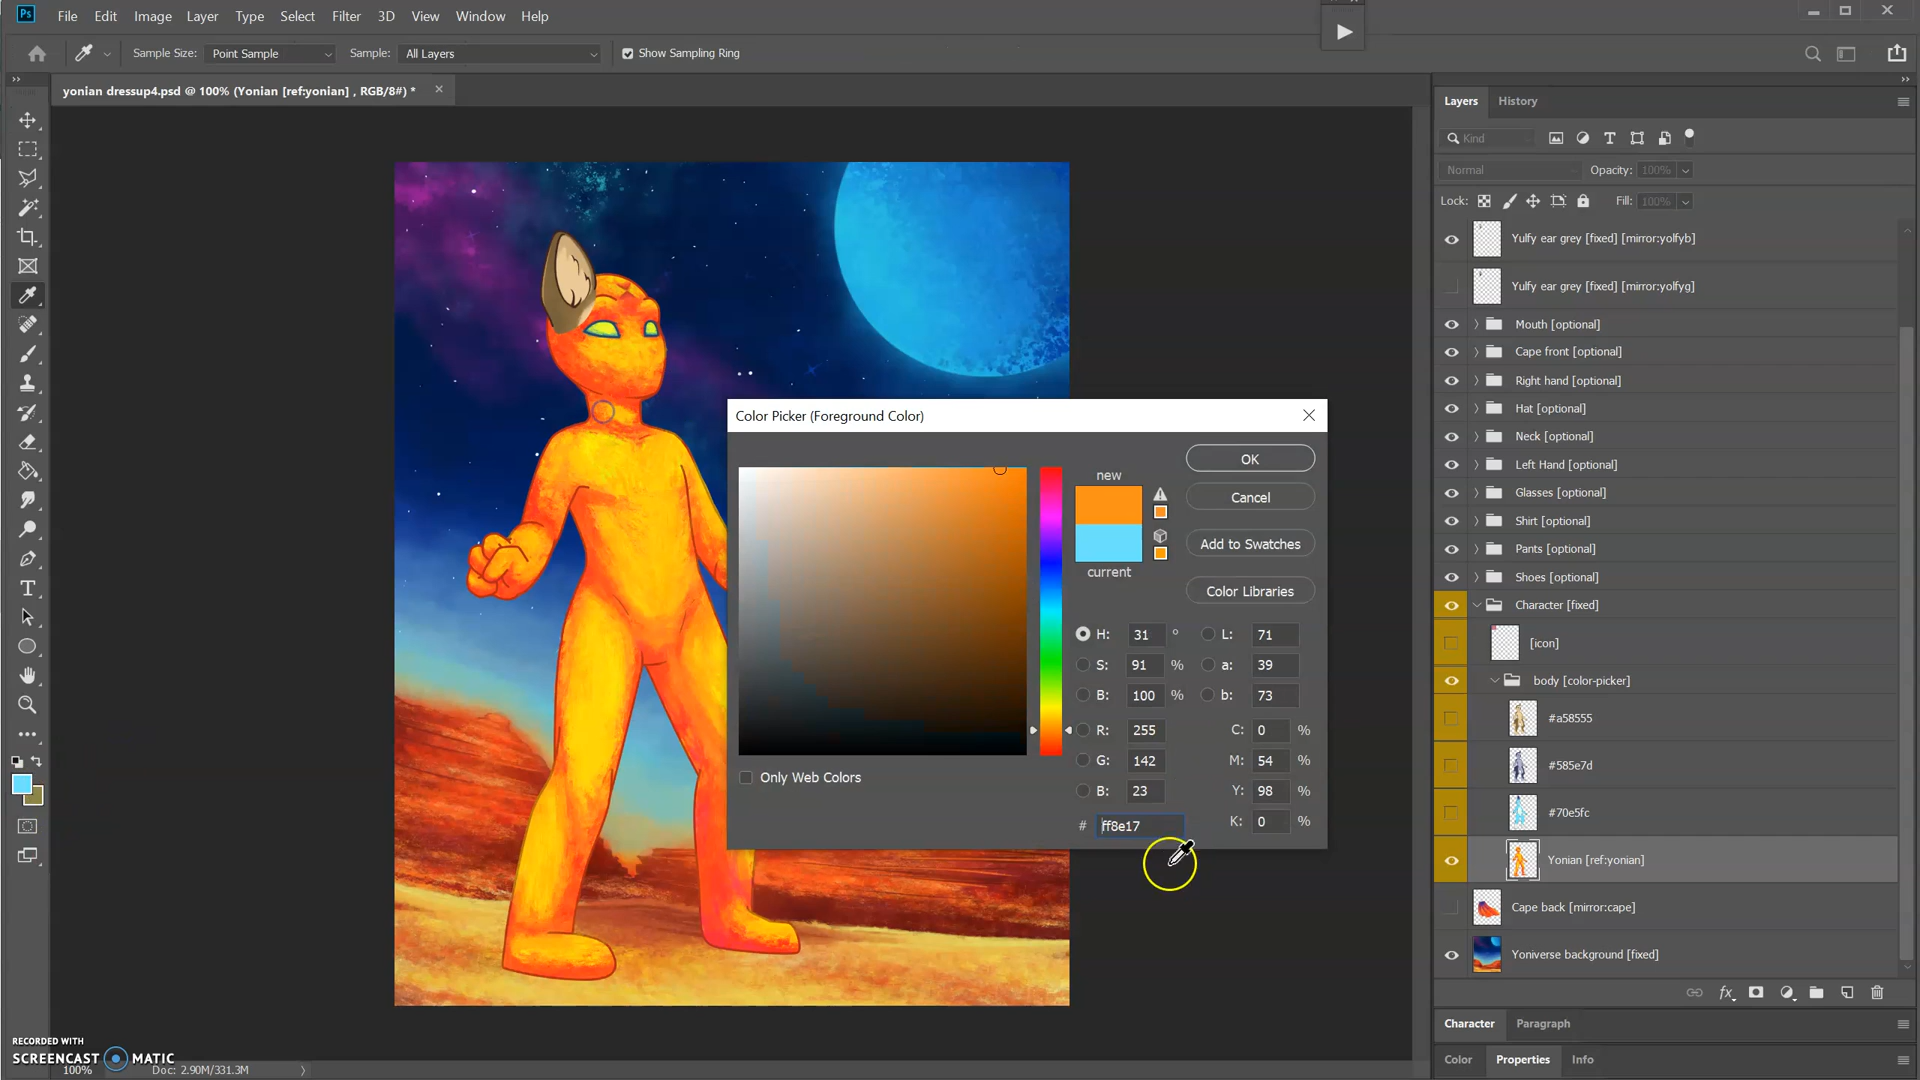 Ps File Edit Image Layer Type Select Filter 3D View Window Help
Sample Size: Point Sample Sample: All Layers Show Sampling Ring
yonian dressup4.psd @ 100% (Yonian [ref:yonian] , RGB/8#) *
Layers History
Kind
Normal Opacity: 100%
Lock: Fill: 100%
Yulfy ear grey [fixed] [mirror:yolfyb]
Yulfy ear grey [fixed] [mirror:yolfyg]
Mouth [optional]
Cape front [optional]
Right hand [optional]
Hat [optional]
Neck [optional]
Left Hand [optional]
Glasses [optional]
Shirt [optional]
Pants [optional]
Shoes [optional]
Character [fixed]
[icon]
body [color-picker]
#a58555
#585e7d
#70e5fc
Yonian [ref:yonian]
Cape back [mirror:cape]
Yoniverse background [fixed]
fx
Character Paragraph
Color Properties Info
Color Picker (Foreground Color)
new
current
OK
Cancel
Add to Swatches
Color Libraries
H: 31 ° L: 71
S: 91 % a: 39
B: 100 % b: 73
R: 255 C: 0 %
G: 142 M: 54 %
B: 23 Y: 98 %
# ff8e17 K: 0 %
Only Web Colors
RECORDED WITH
SCREENCAST MATIC
100% Doc: 2.90M/331.3M